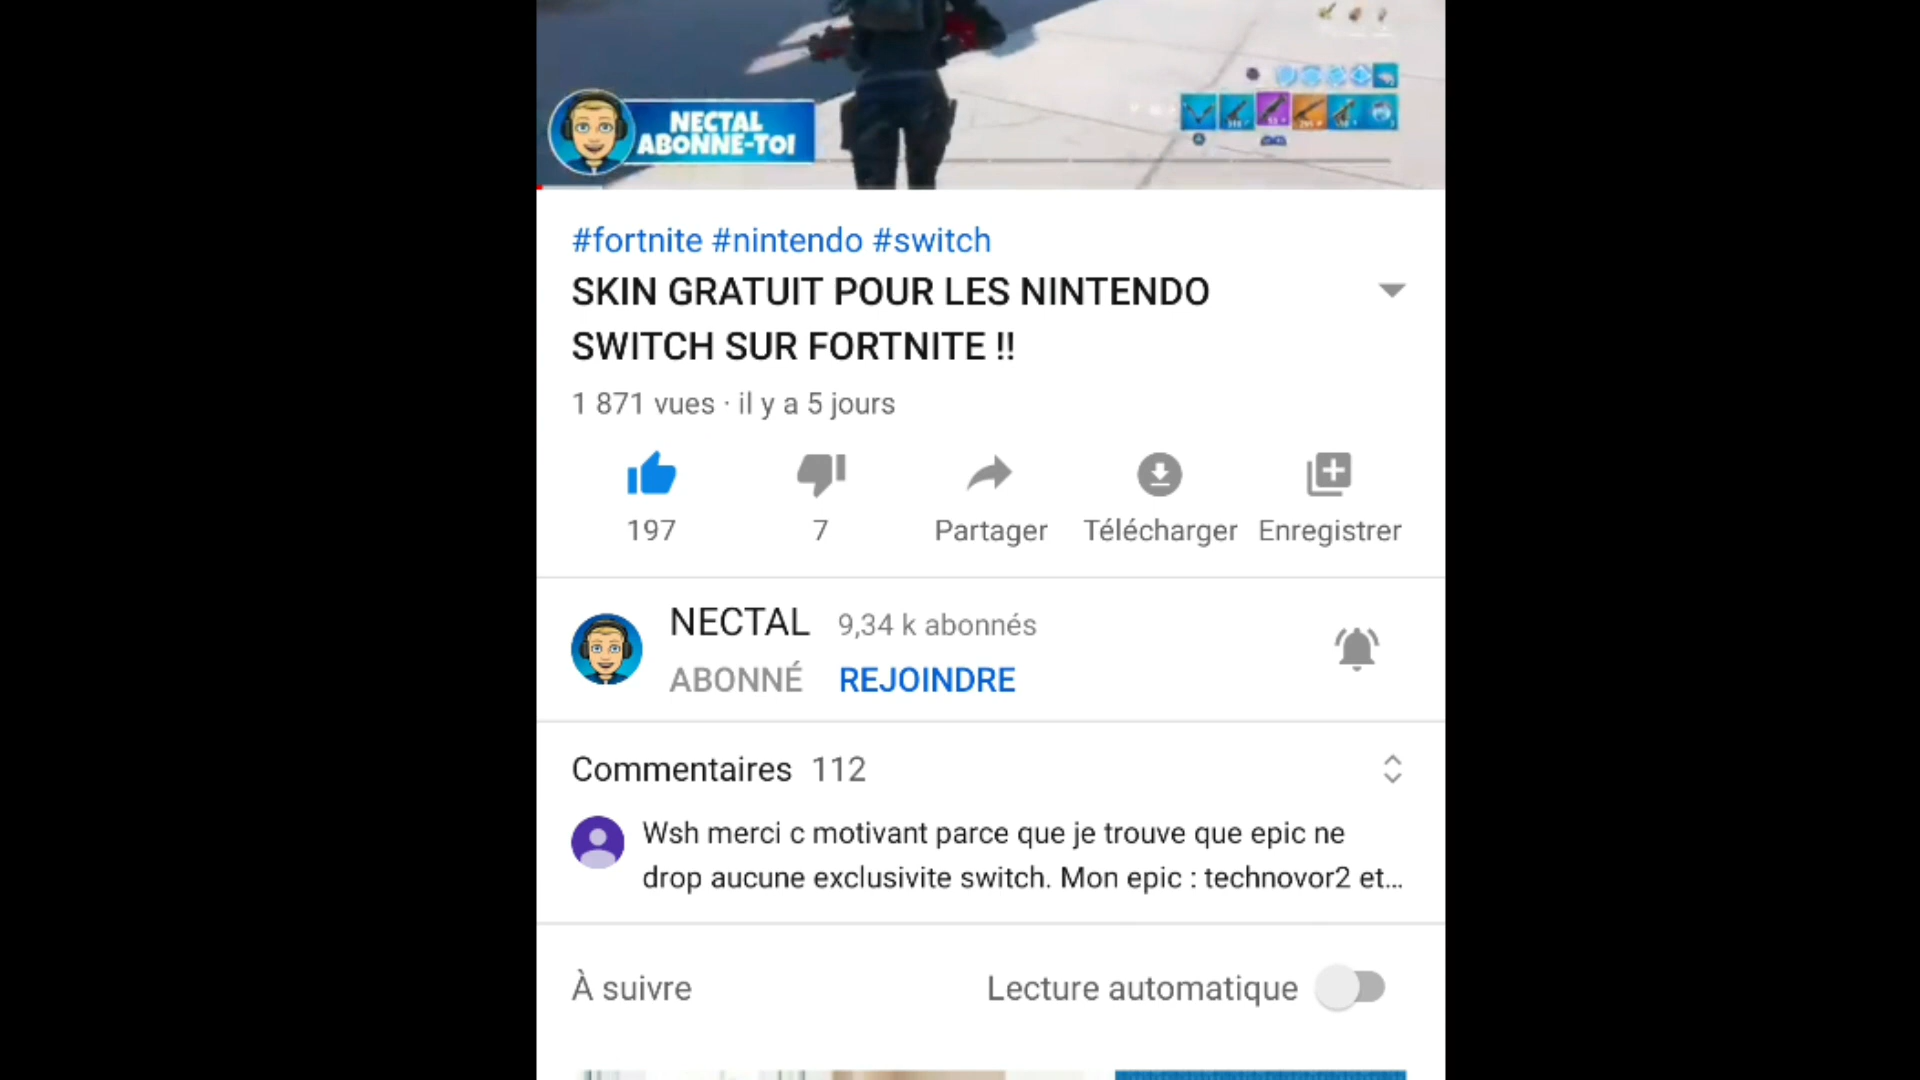 NECTAL
ABONNE-TOI
#fortnite #nintendo #switch
SKIN GRATUIT POUR LES NINTENDO
SWITCH SUR FORTNITE !!
1 871 vues · il y a 5 jours
197
7
Partager
Télécharger
Enregistrer
NECTAL 9,34 k abonnés
ABONNÉ REJOINDRE
Commentaires 112
Wsh merci c motivant parce que je trouve que epic ne
drop aucune exclusivite switch. Mon epic : technovor2 et...
À suivre
Lecture automatique